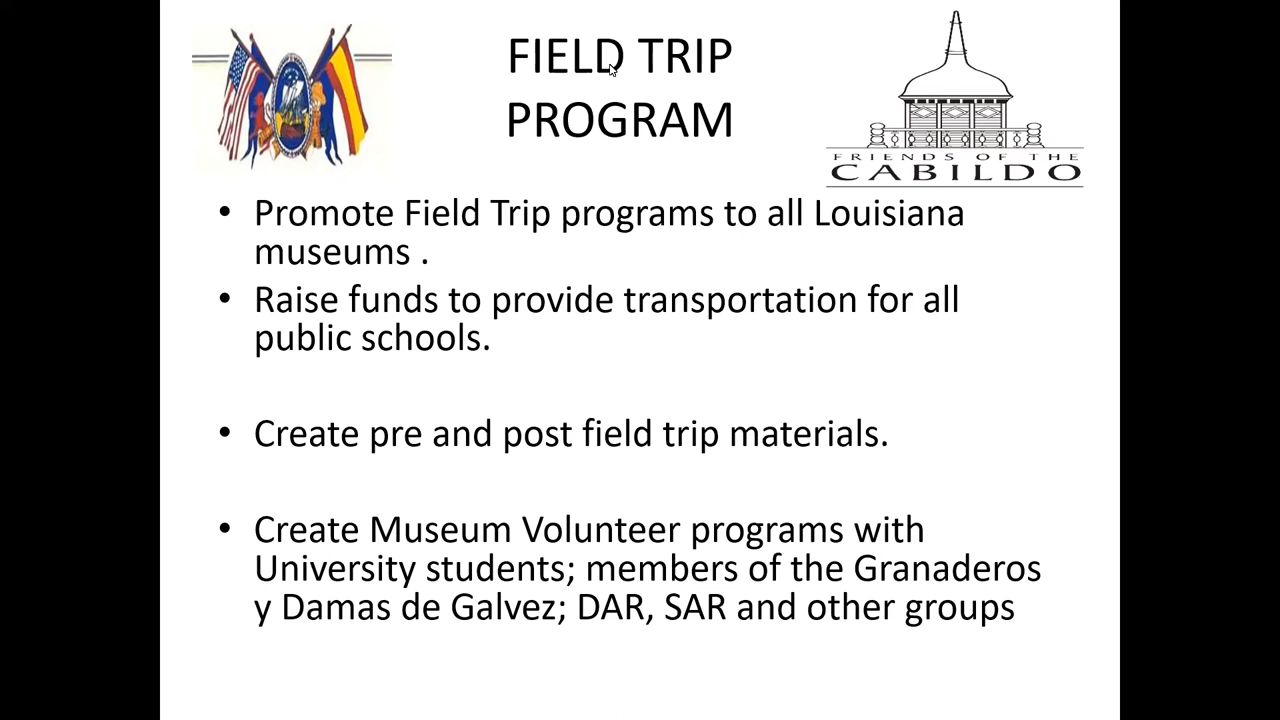 FIELD TRIP
PROGRAM
FRIENDS OF THE
CABILDO
• Promote Field Trip programs to all Louisiana
museums .
• Raise funds to provide transportation for all
public schools.
• Create pre and post field trip materials.
• Create Museum Volunteer programs with
University students; members of the Granaderos
y Damas de Galvez; DAR, SAR and other groups